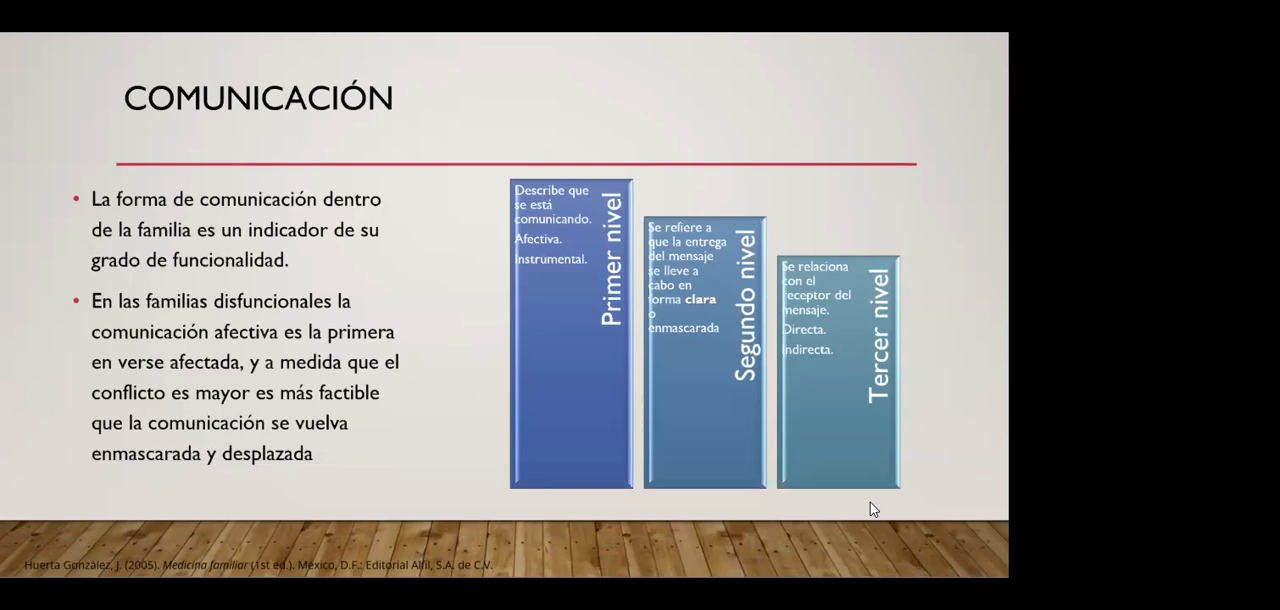 COMUNICACIÓN
• La forma de comunicación dentro
de la familia es un indicador de su
grado de funcionalidad.
• En las familias disfuncionales la
comunicación afectiva es la primera
en verse afectada, y a medida que el
conflicto es mayor es más factible
que la comunicación se vuelva
enmascarada y desplazada
Primer nivel
Describe que
se está
comunicando.
Afectiva.
Instrumental.
Segundo nivel
Se refiere a
que la entrega
del mensaje
se lleve a
cabo en
forma clara
o
enmascarada
Tercer nivel
Se relaciona
con el
receptor del
mensaje.
Directa.
Indirecta.
Huerta González, J. (2005). Medicina familiar (1st ed.). México, D.F.: Editorial Alfil, S.A. de C.V.